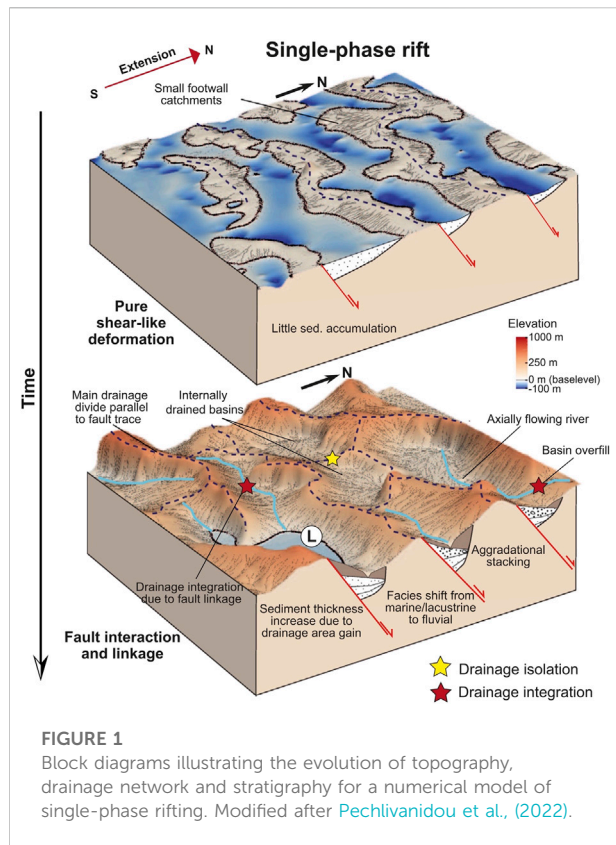 Single-phase rift
Extension
S
N
N
Small footwall
catchments
Pure
shear-like
deformation
Little sed. accumulation
Elevation
1000 m
250 m
0 m (baselevel)
-100 m
Time
N
Main drainage
divide parallel
to fault trace
Internally
drained basins
Axially flowing river
Basin overfill
L
Drainage integration
due to fault linkage
Sediment thickness
increase due to
drainage area gain
Facies shift from
marine/lacustrine
to fluvial
Aggradational
stacking
Fault interaction
and linkage
Drainage isolation
Drainage integration
FIGURE 1
Block diagrams illustrating the evolution of topography,
drainage network and stratigraphy for a numerical model of
single-phase rifting. Modified after Pechlivanidou et al., (2022).